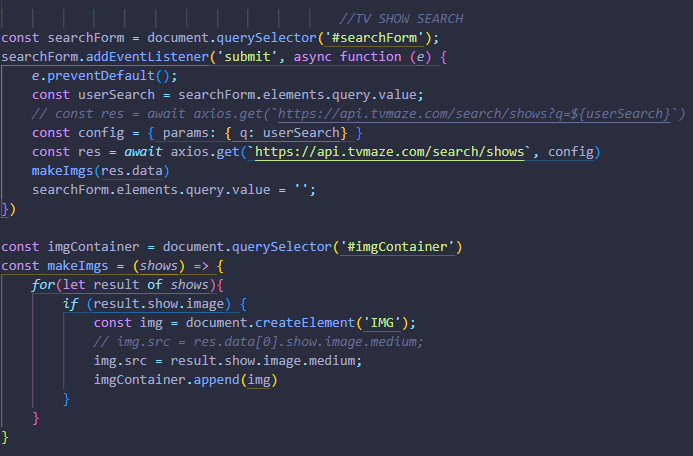 //TV SHOW SEARCH
const searchForm = document.querySelector('#searchForm');
searchForm.addEventListener('submit', async function (e) {
e.preventDefault();
const userSearch = searchForm.elements.query.value;
// const res = await axios.get(`https://api.tvmaze.com/search/shows?q=${userSearch}`)
const config = { params: { q: userSearch} }
const res = await axios.get(`https://api.tvmaze.com/search/shows`, config)
makeImgs(res.data)
searchForm.elements.query.value = '';
})
const imgContainer = document.querySelector('#imgContainer')
const makeImgs = (shows) => {
for(let result of shows){
if (result.show.image) {
const img = document.createElement('IMG');
// img.src = res.data[0].show.image.medium;
img.src = result.show.image.medium;
imgContainer.append(img)
}
}
}